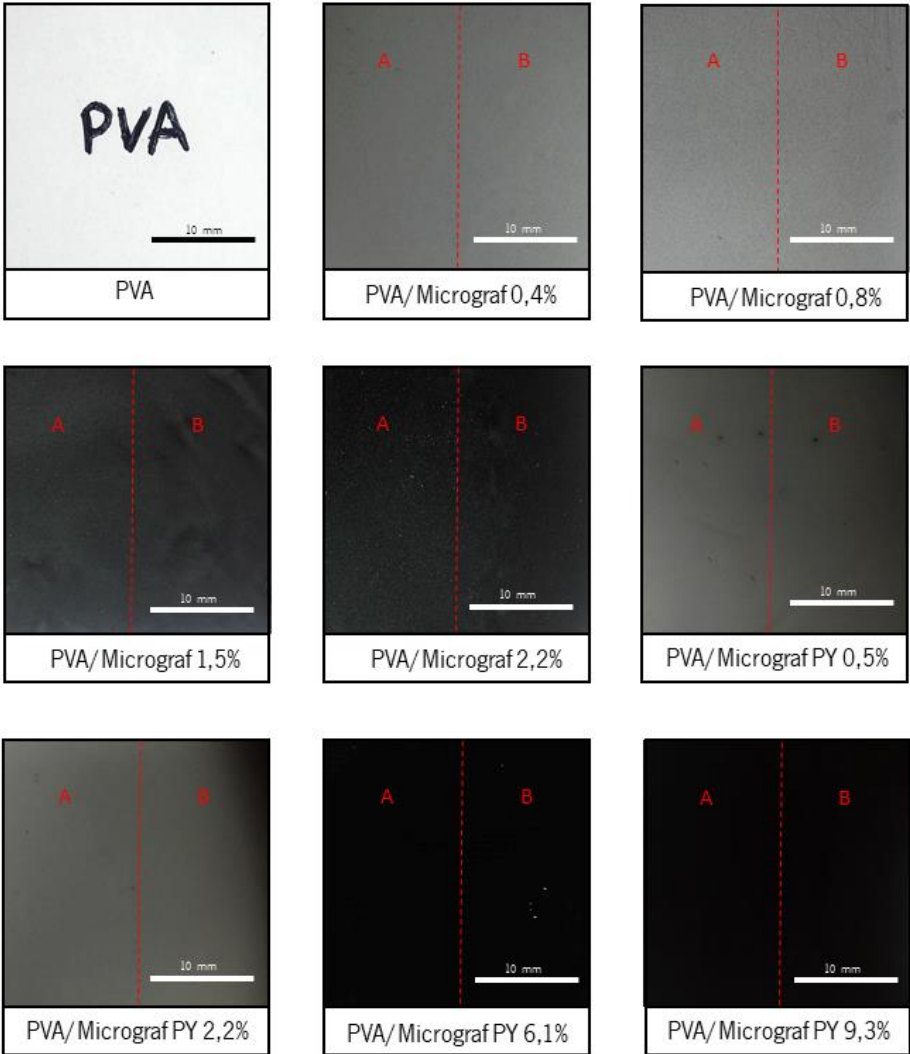 PVA
10 mm
PVA
A B
10 mm
PVA/Micrograf 0,4%
A B
10 mm
PVA/Micrograf 0,8%
A B
10 mm
PVA/Micrograf 1,5%
A B
10 mm
PVA/Micrograf 2,2%
A B
10 mm
PVA/Micrograf PY 0,5%
A B
10 mm
PVA/Micrograf PY 2,2%
A B
10 mm
PVA/Micrograf PY 6,1%
A B
10 mm
PVA/Micrograf PY 9,3%